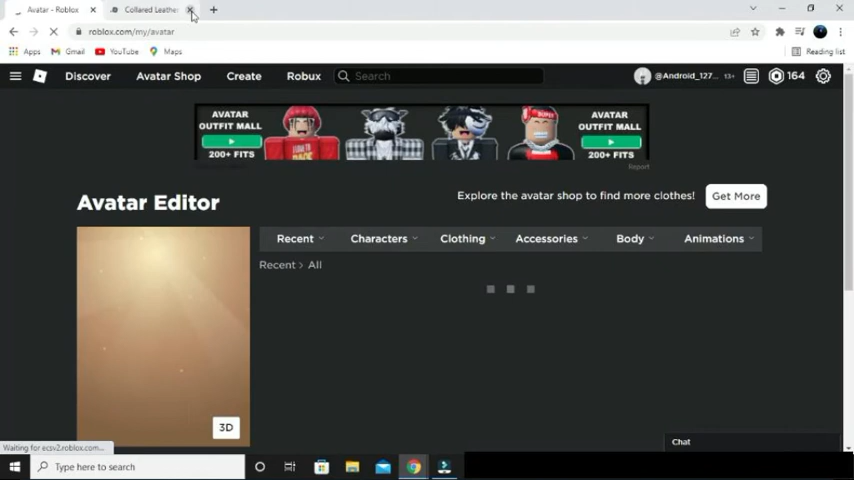 Avatar - Roblox
Collared Leather
roblox.com/my/avatar
Apps
Gmail
YouTube
Maps
Reading list
Discover
Avatar Shop
Create
Robux
Search
@Android_127...
13+
164
AVATAR
OUTFIT MALL
200+ FITS
AVATAR
OUTFIT MALL
200+ FITS
Report
Avatar Editor
Explore the avatar shop to find more clothes!
Get More
Recent
Characters
Clothing
Accessories
Body
Animations
Recent > All
3D
Chat
Waiting for ecsv2.roblox.com...
Type here to search